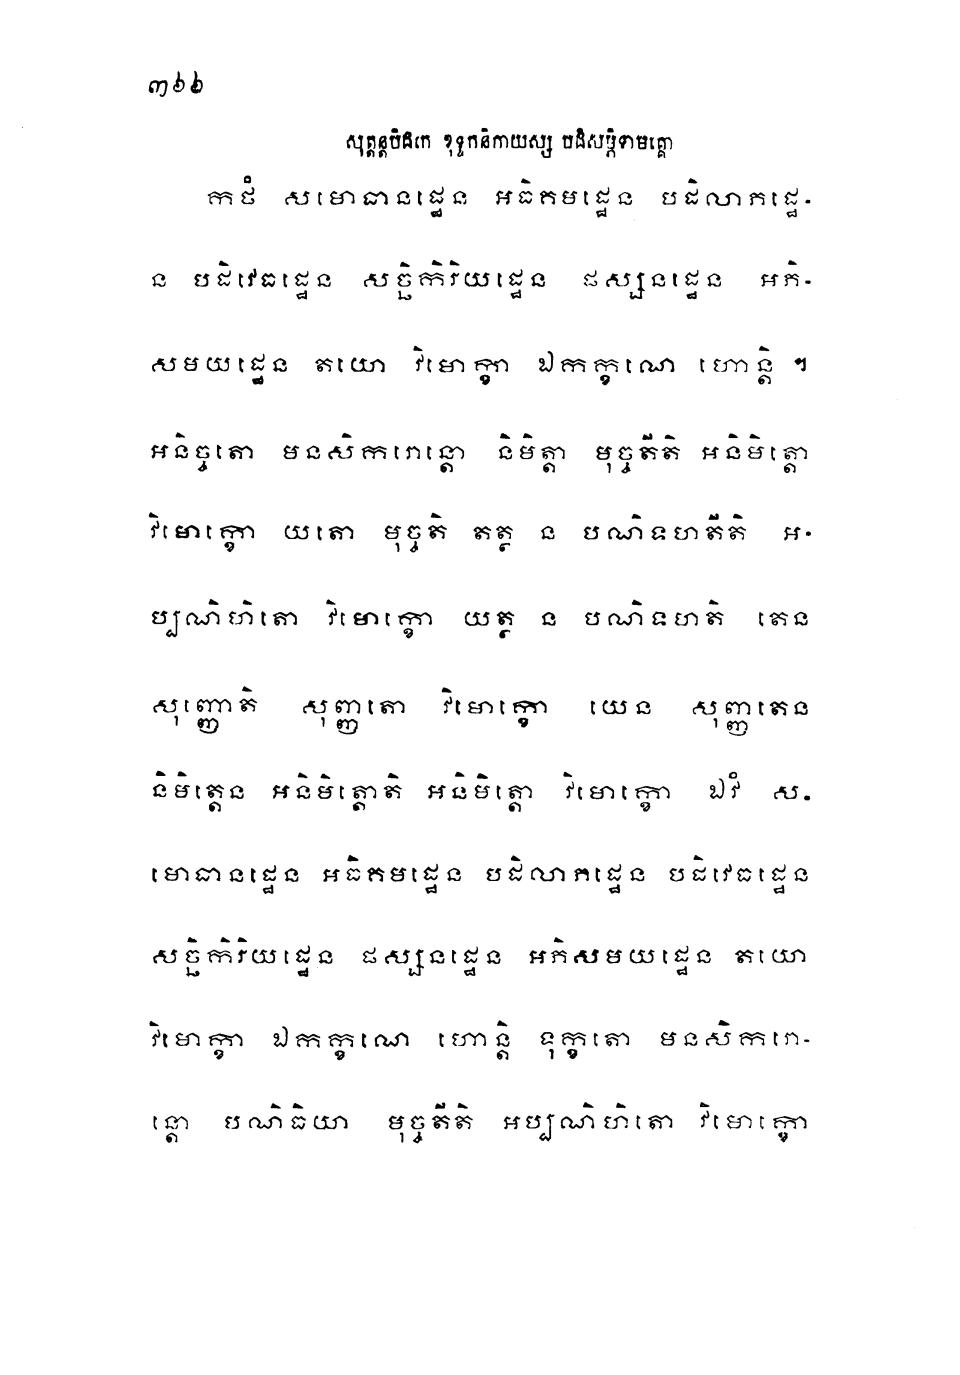 ៣៦៦
សុត្តន្តបិដកេ ខុទ្ទកនិកាយស្ស បដិសម្ភិទាមគ្គោ
កថំ សមោធានដ្ឋេន អធិគមដ្ឋេន បដិលាភដ្ឋេ-
ន បដិវេធដ្ឋេន សច្ឆិកិរិយដ្ឋេន ផស្សនដ្ឋេន អភិ-
សមយដ្ឋេន តយោ វិមោក្ខា ឯកក្ខណេ ហោន្តិ ។
អនិច្ចតោ មនសិករោន្តោ និមិត្តា មុច្ចតីតិ អនិមិត្តោ
វិមោក្ខោ យតោ មុច្ចតិ តត្ថ ន បណិទហតីតិ អ-
ប្បណិហិតោ វិមោក្ខោ យត្ថ ន បណិទហតិ តេន
សុញ្ញោតិ សុញ្ញតោ វិមោក្ខោ យេន សុញ្ញតេន
និមិត្តេន អនិមិត្តោតិ អនិមិត្តោ វិមោក្ខោ ឯវំ ស-
មោធានដ្ឋេន អធិគមដ្ឋេន បដិលាភដ្ឋេន បដិវេធដ្ឋេន
សច្ឆិកិរិយដ្ឋេន ផស្សនដ្ឋេន អភិសមយដ្ឋេន តយោ
វិមោក្ខា ឯកក្ខណេ ហោន្តិ ទុក្ខតោ មនសិករោ-
ន្តោ បណិធិយា មុច្ចតីតិ អប្បណិហិតោ វិមោក្ខោ